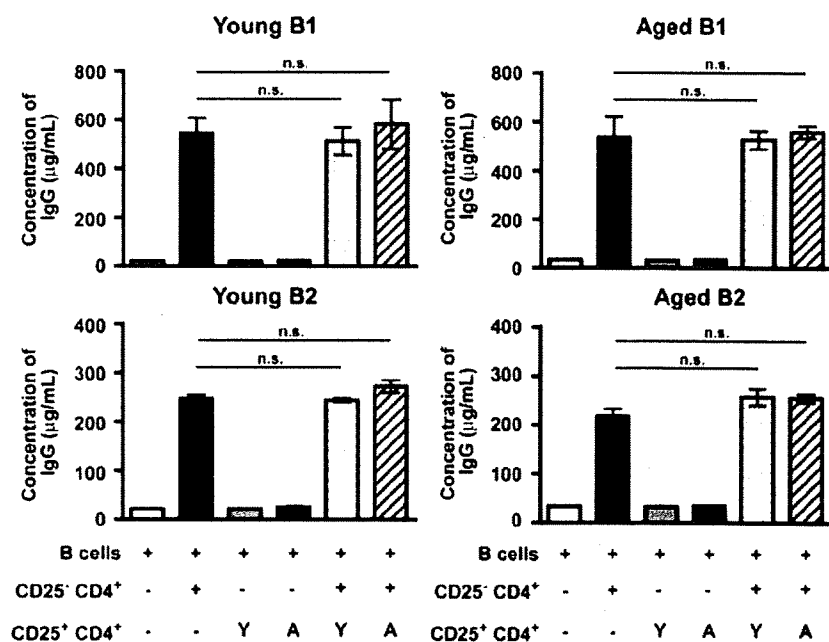 Young B1
Aged B1
Concentration of
IgG (μg/mL)
800
600
400
200
0
n.s.
n.s.
Concentration of
IgG (μg/mL)
800
600
400
200
0
n.s.
n.s.
Young B2
Aged B2
Concentration of
IgG (μg/mL)
400
300
200
100
0
n.s.
n.s.
Concentration of
IgG (μg/mL)
400
300
200
100
0
n.s.
n.s.
B cells + + + + + +
CD25- CD4+ - + - - + +
CD25+ CD4+ - - Y A Y A
B cells + + + + + +
CD25- CD4+ - + - - + +
CD25+ CD4+ - - Y A Y A